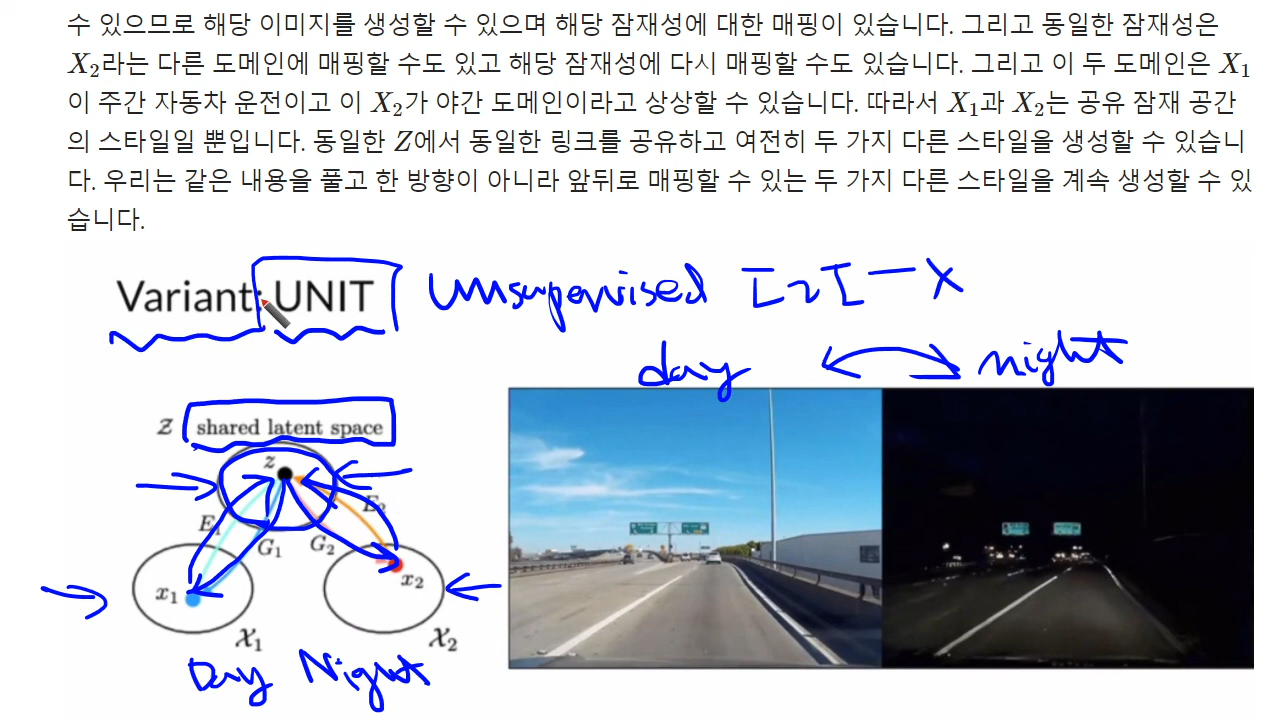 수 있으므로 해당 이미지를 생성할 수 있으며 해당 잠재성에 대한 매핑이 있습니다. 그리고 동일한 잠재성은
X₂라는 다른 도메인에 매핑할 수도 있고 해당 잠재성에 다시 매핑할 수도 있습니다. 그리고 이 두 도메인은 X₁
이 주간 자동차 운전이고 이 X₂가 야간 도메인이라고 상상할 수 있습니다. 따라서 X₁과 X₂는 공유 잠재 공간
의 스타일일 뿐입니다. 동일한 Z에서 동일한 링크를 공유하고 여전히 두 가지 다른 스타일을 생성할 수 있습니
다. 우리는 같은 내용을 풀고 한 방향이 아니라 앞뒤로 매핑할 수 있는 두 가지 다른 스타일을 계속 생성할 수 있
습니다.
Variant: UNIT Unsupervised I2I-X
day night
Z shared latent space
z
E₁ G₁ G₂ E₂
x₁ x₂
X₁ X₂
Day Night